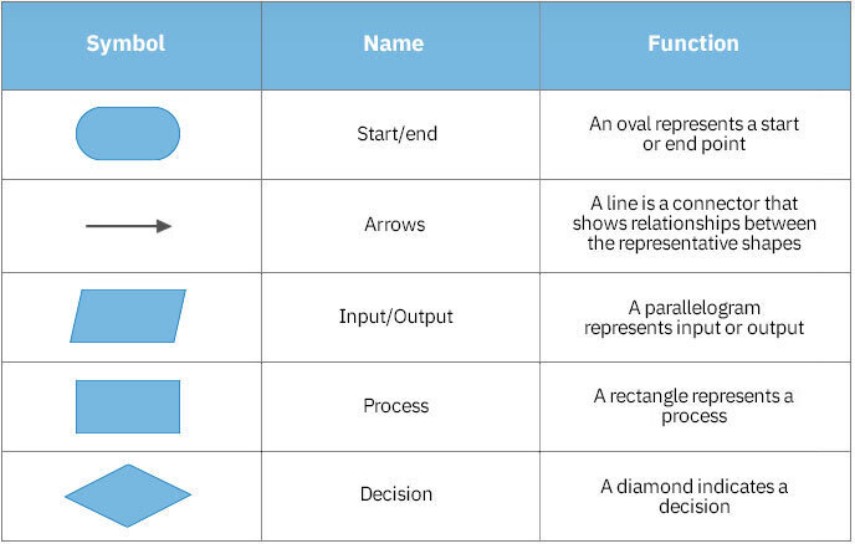 Symbol
Name
Function
Start/end
An oval represents a start
or end point
Arrows
A line is a connector that
shows relationships between
the representative shapes
Input/Output
A parallelogram
represents input or output
Process
A rectangle represents a
process
Decision
A diamond indicates a
decision